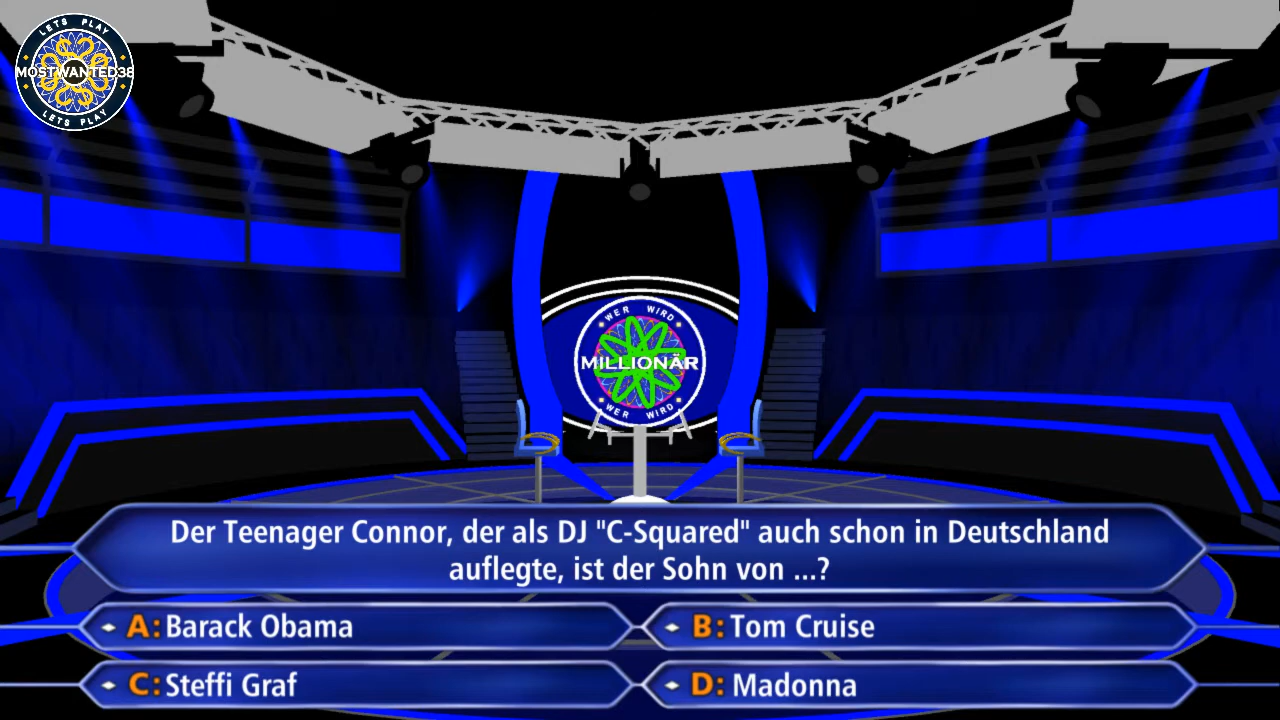 LETS PLAY
MOSTWANTED38
LETS PLAY
WER WIRD
MILLIONÄR
WER WIRD
Der Teenager Connor, der als DJ "C-Squared" auch schon in Deutschland
auflegte, ist der Sohn von ...?
A: Barack Obama
B: Tom Cruise
C: Steffi Graf
D: Madonna